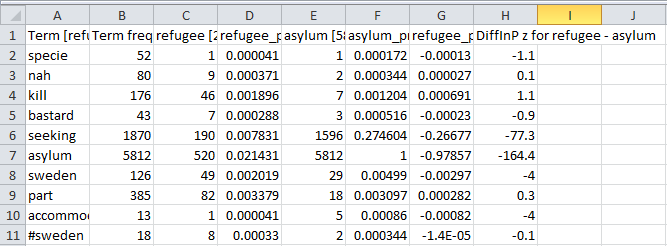 A B C D E F G H I J
1 Term [refu Term freq refugee [2 refugee_p asylum [58 asylum_pr refugee_p DiffInP z for refugee - asylum
2 specie 52 1 0.000041 1 0.000172 -0.00013 -1.1
3 nah 80 9 0.000371 2 0.000344 0.000027 0.1
4 kill 176 46 0.001896 7 0.001204 0.000691 1.1
5 bastard 43 7 0.000288 3 0.000516 -0.00023 -0.9
6 seeking 1870 190 0.007831 1596 0.274604 -0.26677 -77.3
7 asylum 5812 520 0.021431 5812 1 -0.97857 -164.4
8 sweden 126 49 0.002019 29 0.00499 -0.00297 -4
9 part 385 82 0.003379 18 0.003097 0.000282 0.3
10 accommo 13 1 0.000041 5 0.00086 -0.00082 -4
11 #sweden 18 8 0.00033 2 0.000344 -1.4E-05 -0.1